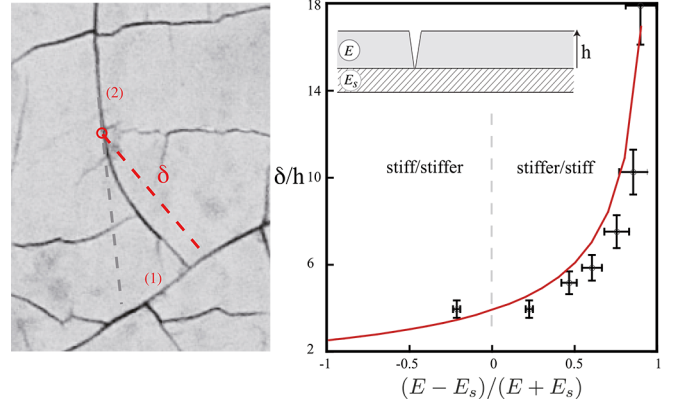 (2)
δ
(1)
18
14
δ/h
10
6
2
E
E_s
h
stiff/stiffer
stiffer/stiff
-1
-0.5
0
0.5
1
(E − E_s)/(E + E_s)